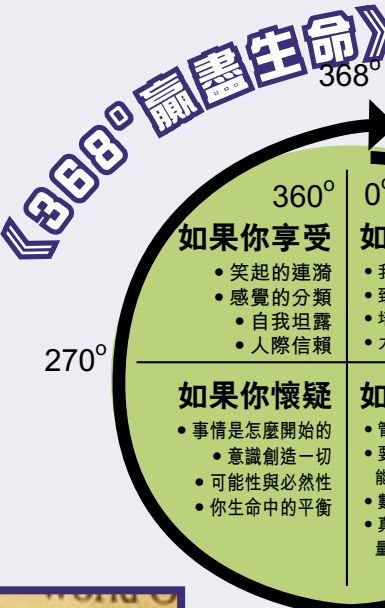 《368° 贏盡生命》
368°
360°
0°
如果你享受
• 笑起的連漪
• 感覺的分類
• 自我坦露
• 人際信賴
270°
如果你懷疑
• 事情是怎麼開始的
• 意識創造一切
• 可能性與必然性
• 你生命中的平衡
如
如